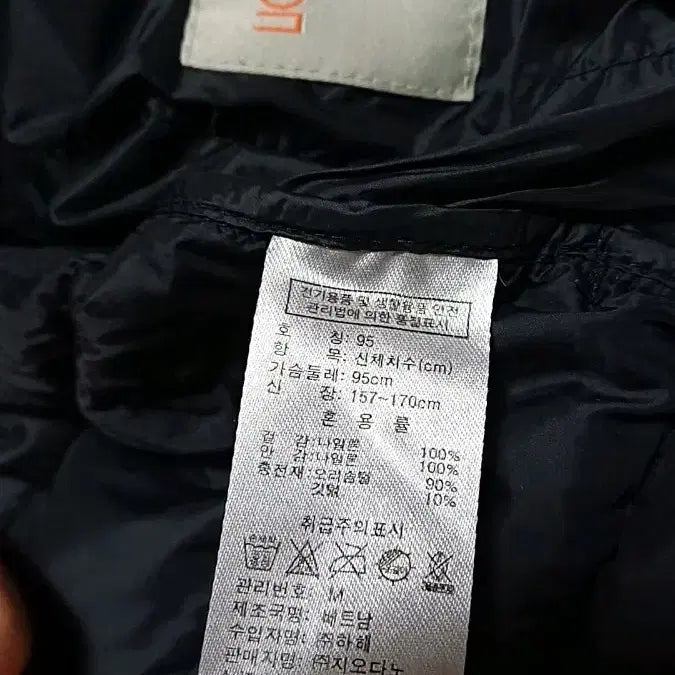 전기용품 및 생활용품 안전
관리법에 의한 품질표시
호 칭: 95
항 목: 신체치수(cm)
가슴둘레: 95cm
신 장: 157~170cm
혼 용 률
겉 감: 나일론 100%
안 감: 나일론 100%
충전재: 오리솜털 90%
깃털 10%
취급주의표시
손세탁
관리번호: M
제조국명: 베트남
수입자명: ㈜하해
판매자명: ㈜지오다노